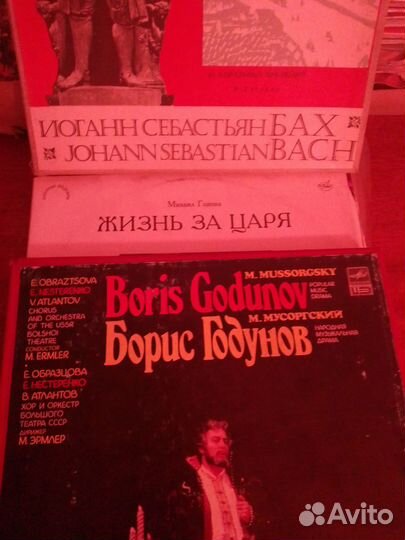 ИОГАНН СЕБАСТЬЯН БАХ
JOHANN SEBASTIAN BACH
Михаил Глинка
ЖИЗНЬ ЗА ЦАРЯ
E. OBRAZTSOVA
E. NESTERENKO
V. ATLANTOV
CHORUS
AND ORCHESTRA
OF THE USSR
BOLSHOI
THEATRE
CONDUCTOR
M. ERMLER
M. MUSSORGSKY
Boris Godunov
POPULAR
MUSIC
DRAMA
Борис Годунов
М. МУСОРГСКИЙ
НАРОДНАЯ
МУЗЫКАЛЬНАЯ
ДРАМА
Е. ОБРАЗЦОВА
Е. НЕСТЕРЕНКО
В. АТЛАНТОВ
ХОР И ОРКЕСТР
БОЛЬШОГО
ТЕАТРА СССР
ДИРИЖЕР
М. ЭРМЛЕР
Avito